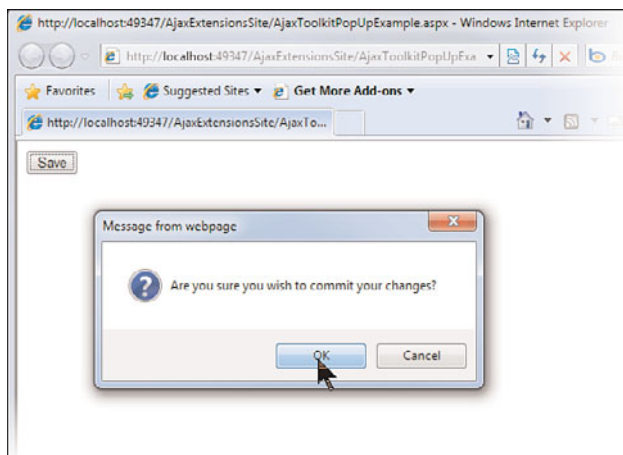 http://localhost:49347/AjaxExtensionsSite/AjaxToolkitPopUpExample.aspx - Windows Internet Explorer
http://localhost:49347/AjaxExtensionsSite/AjaxToolkitPopUpExa
Favorites Suggested Sites Get More Add-ons
http://localhost:49347/AjaxExtensionsSite/AjaxTo...
Save
Message from webpage
Are you sure you wish to commit your changes?
OK Cancel